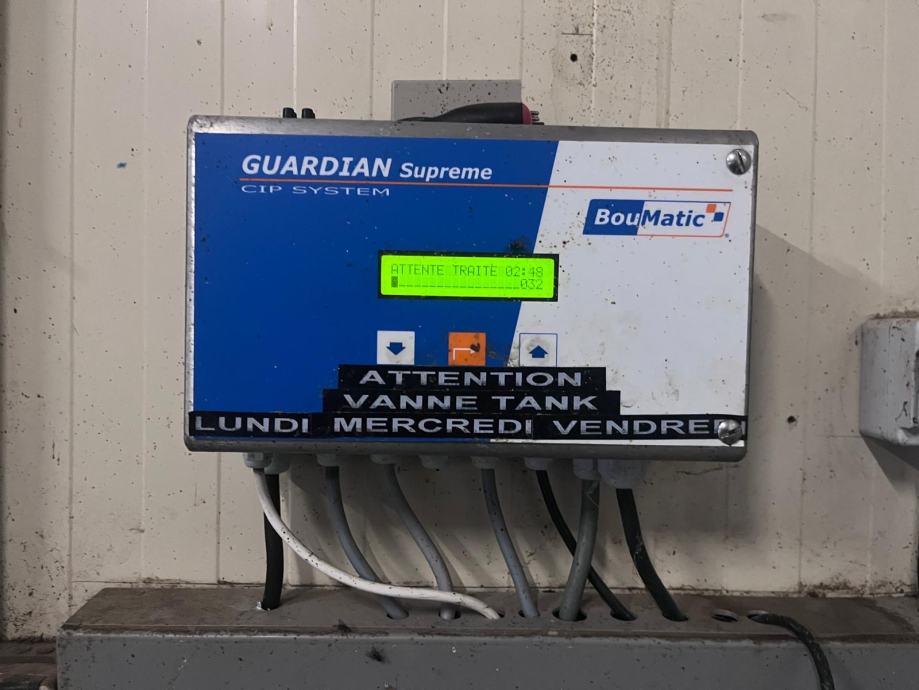 GUARDIAN Supreme
CIP SYSTEM
BouMatic
ATTENTE TRAITE 02:48
032
ATTENTION
VANNE TANK
LUNDI MERCREDI VENDREDI